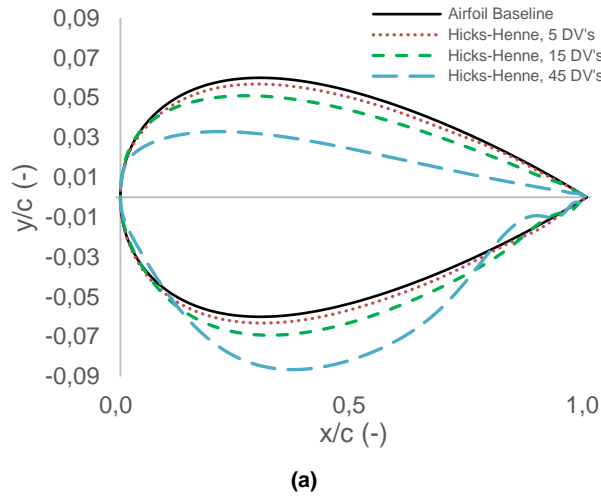 0,09
0,07
0,05
0,03
0,01
-0,01
-0,03
-0,05
-0,07
-0,09
y/c (-)
Airfoil Baseline
Hicks-Henne, 5 DV's
Hicks-Henne, 15 DV's
Hicks-Henne, 45 DV's
0,0
0,5
1,0
x/c (-)
(a)